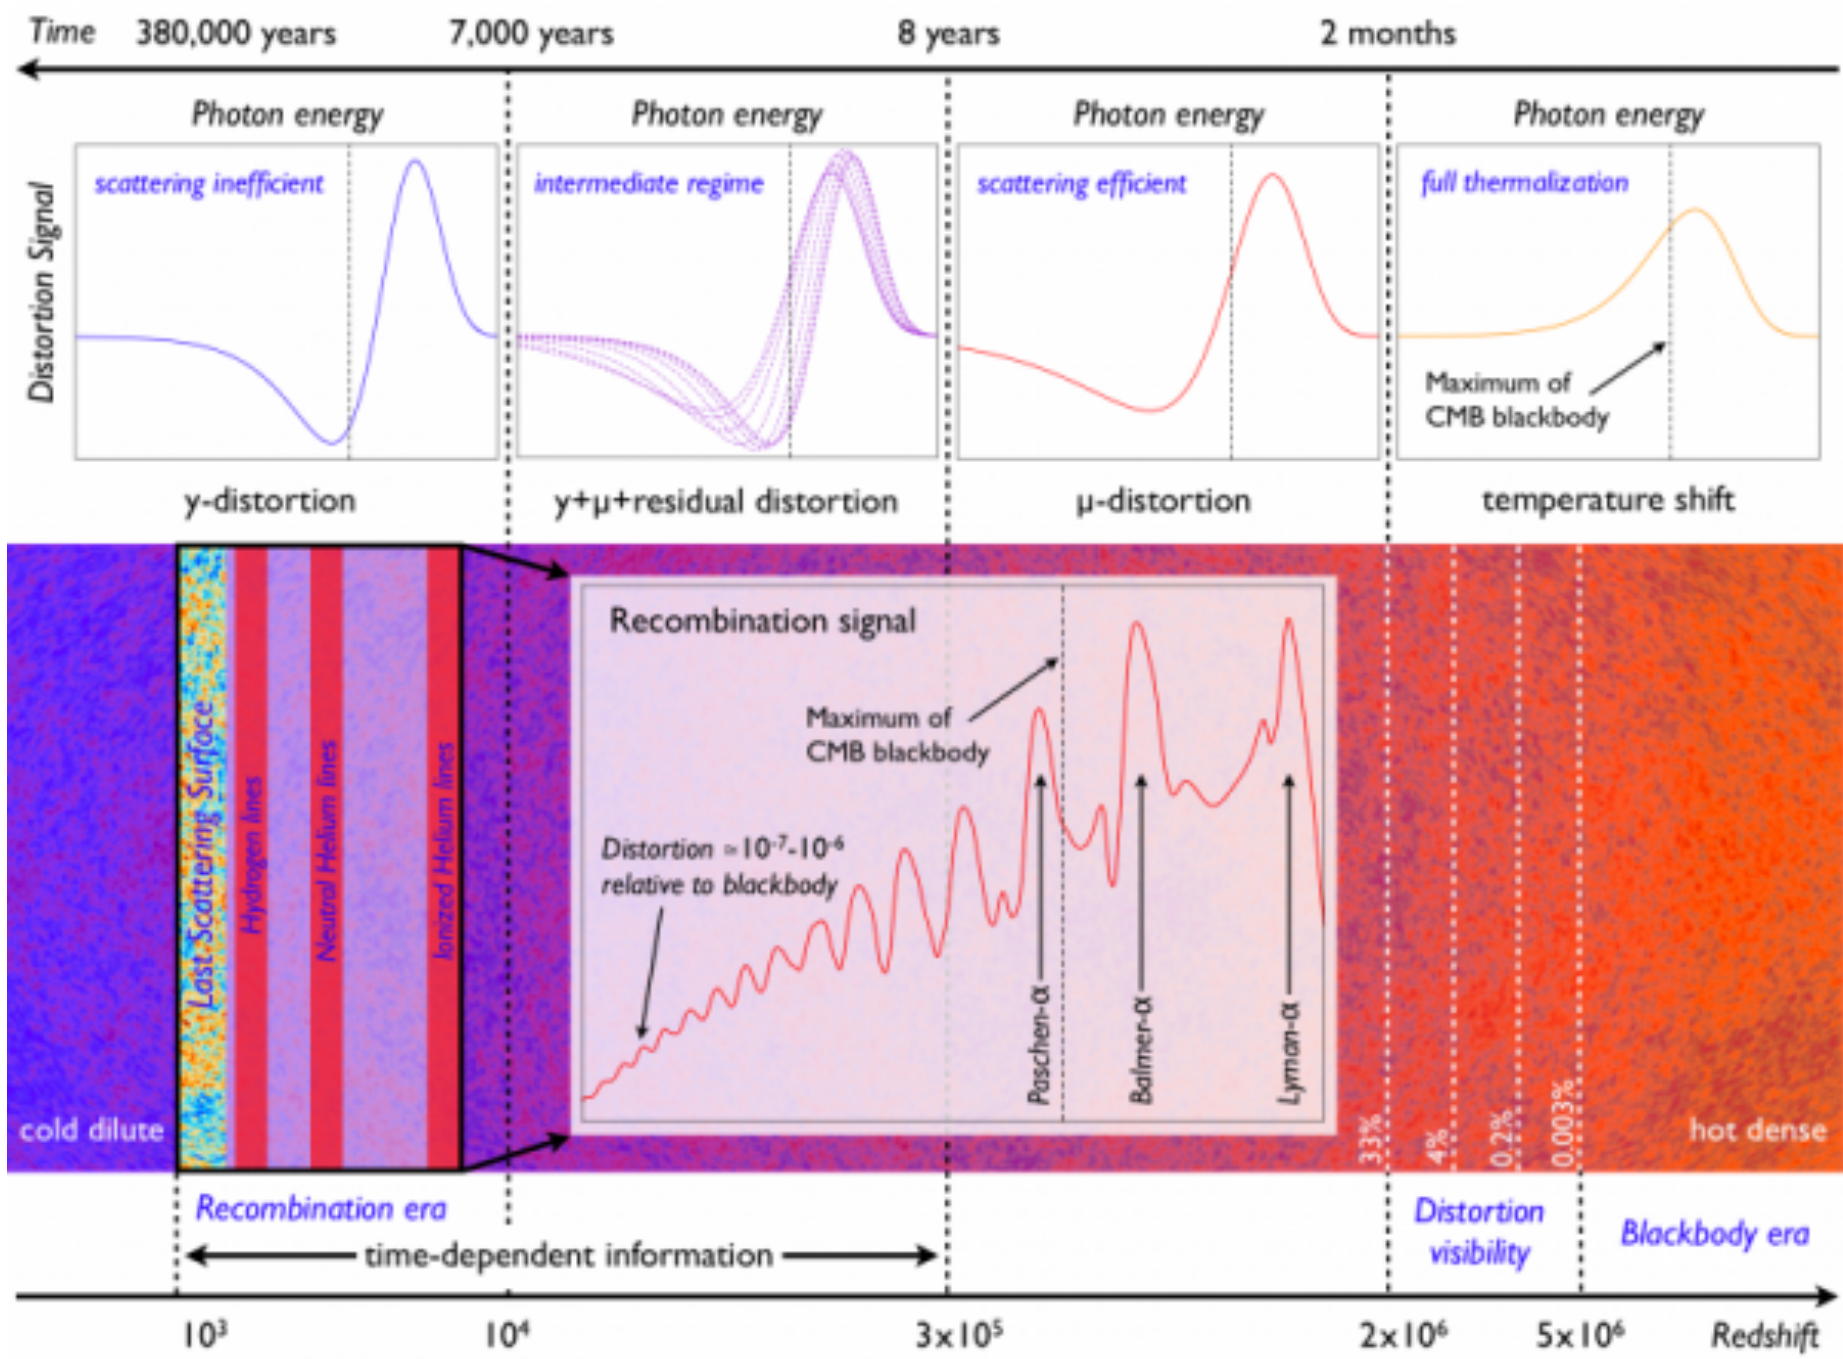 Time 380,000 years 7,000 years 8 years 2 months
Photon energy Photon energy Photon energy Photon energy
scattering inefficient intermediate regime scattering efficient full thermalization
Distortion Signal
Maximum of
CMB blackbody
y-distortion y+μ+residual distortion μ-distortion temperature shift
Last Scattering Surface
Hydrogen lines
Neutral Helium lines
Ionized Helium lines
Recombination signal
Maximum of
CMB blackbody
Distortion ≃10⁻⁷-10⁻⁶
relative to blackbody
Paschen-α
Balmer-α
Lyman-α
cold dilute
33%
4%
0.2%
0.003%
hot dense
Recombination era
Distortion
visibility
Blackbody era
time-dependent information
10³ 10⁴ 3x10⁵ 2x10⁶ 5x10⁶ Redshift